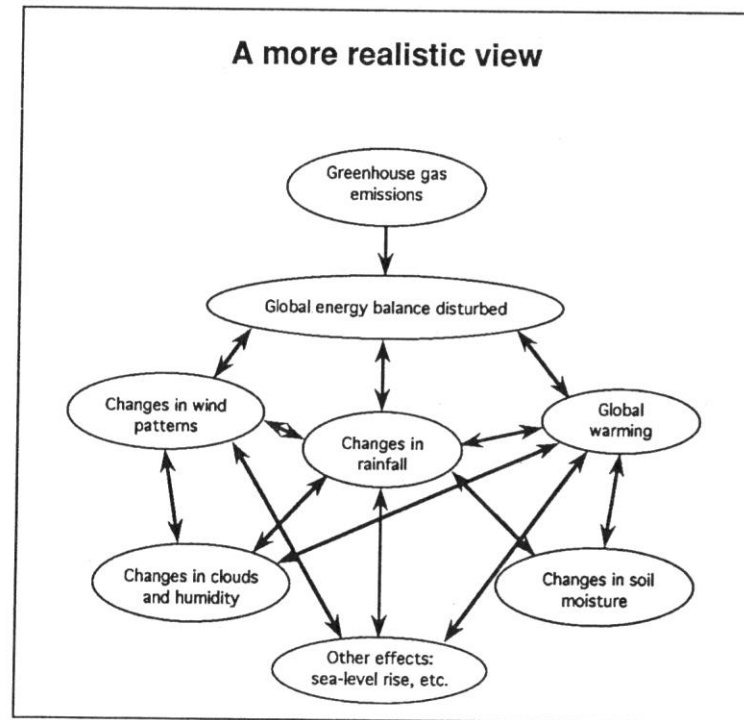 A more realistic view
Greenhouse gas
emissions
Global energy balance disturbed
Changes in wind
patterns
Changes in
rainfall
Global
warming
Changes in clouds
and humidity
Changes in soil
moisture
Other effects:
sea-level rise, etc.